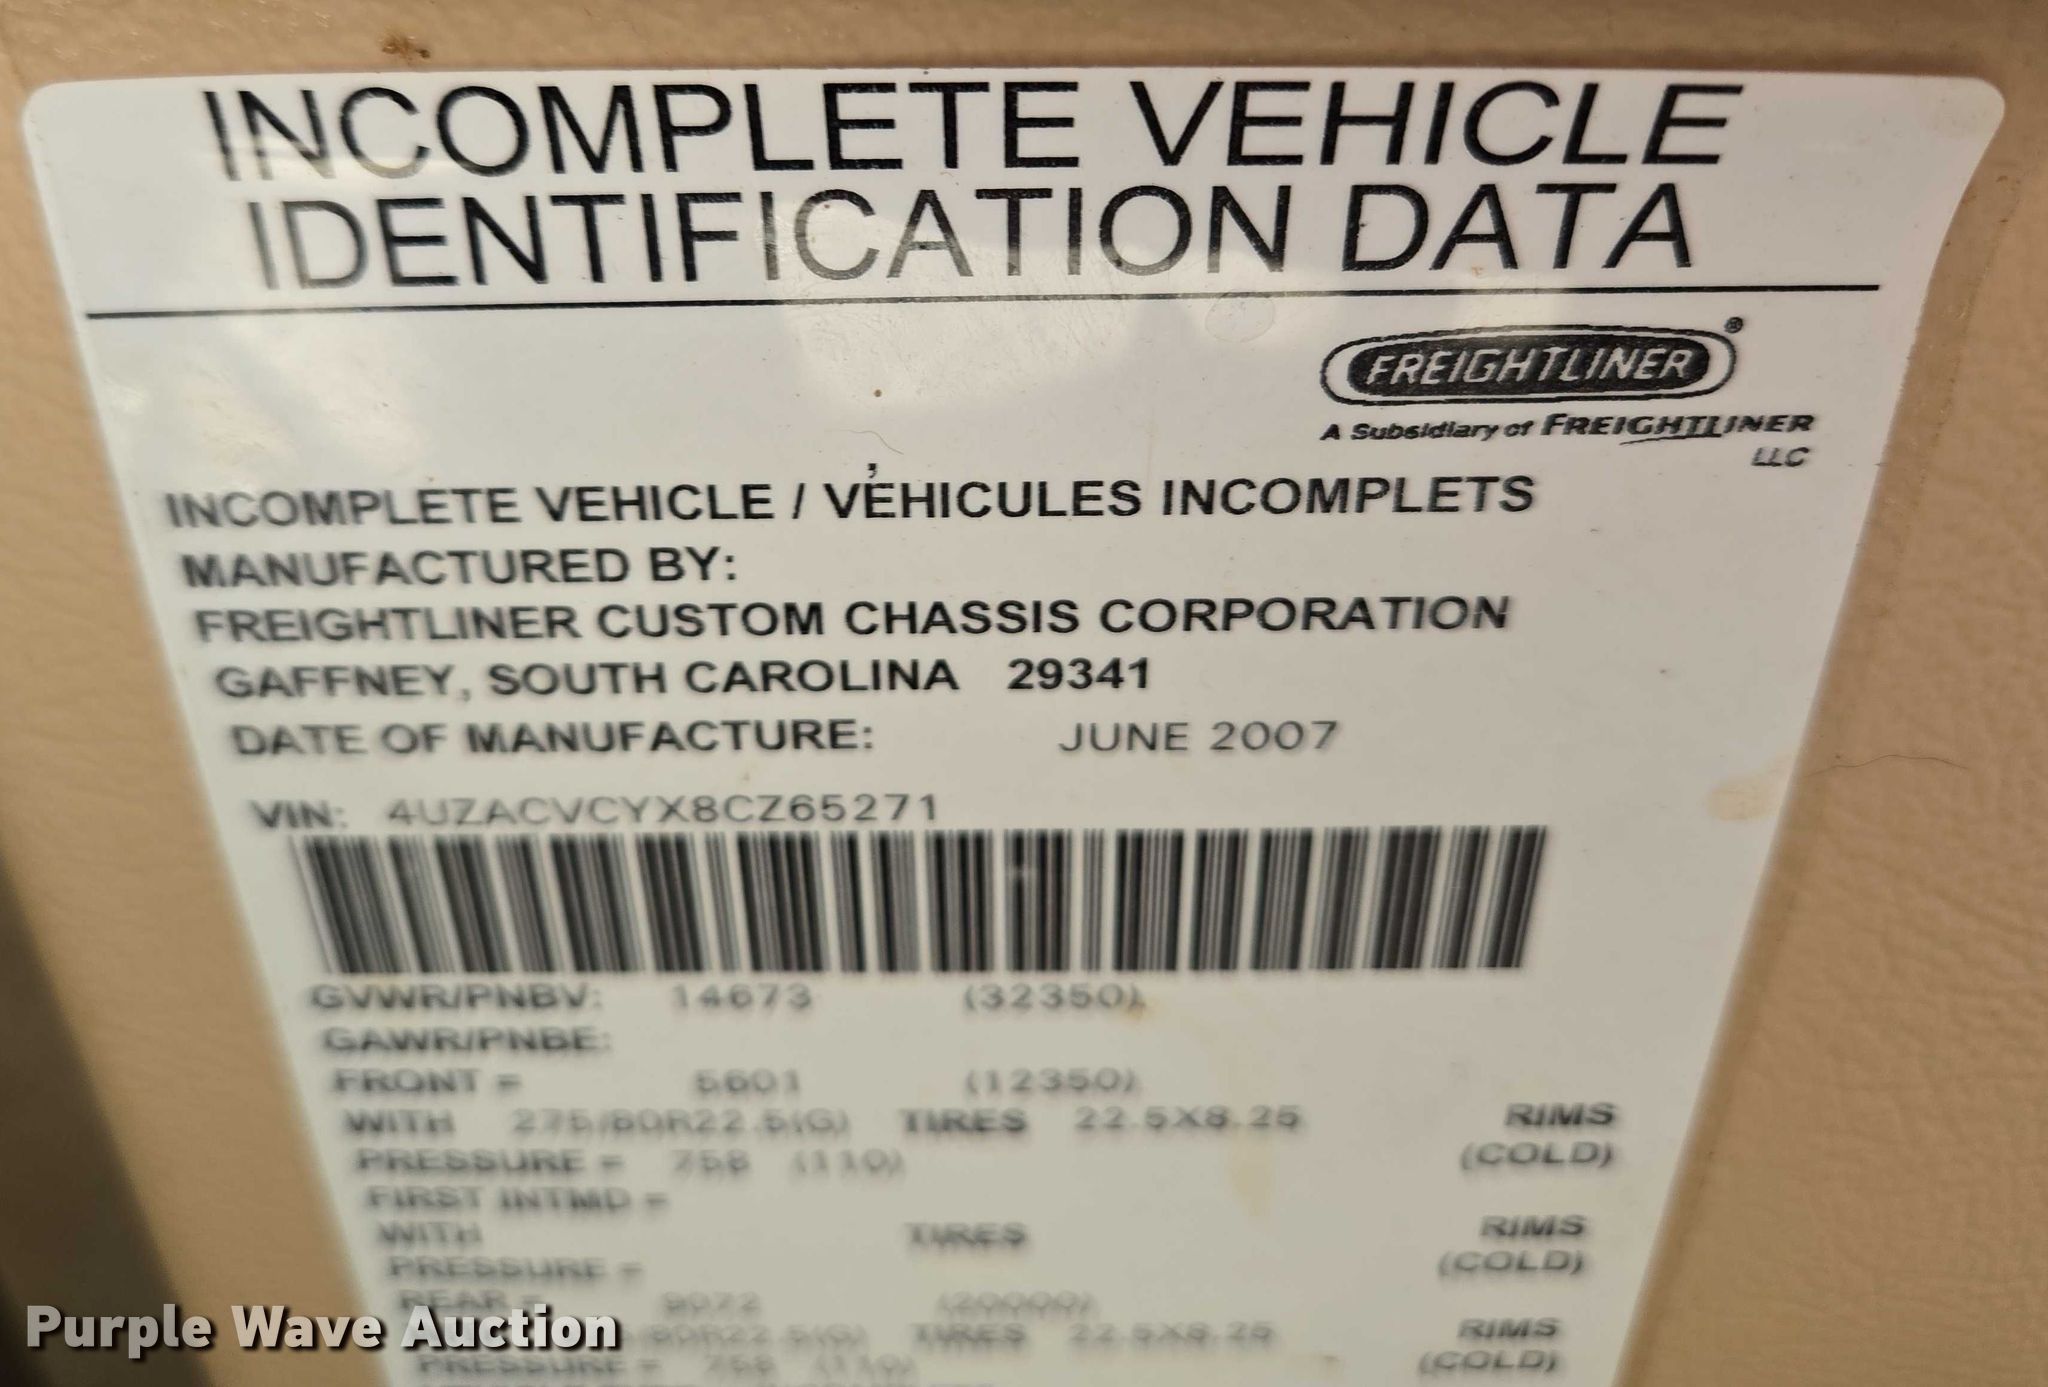 INCOMPLETE VEHICLE
IDENTIFICATION DATA
FREIGHTLINER ®
A Subsidiary of FREIGHTLINER
LLC
INCOMPLETE VEHICLE / VÉHICULES INCOMPLETS
MANUFACTURED BY:
FREIGHTLINER CUSTOM CHASSIS CORPORATION
GAFFNEY, SOUTH CAROLINA 29341
DATE OF MANUFACTURE: JUNE 2007
VIN: 4UZACVCYX8CZ65271
GVWR/PNBV: 14673 (32350)
GAWR/PNBE:
FRONT = 5601 (12350)
WITH 275/80R22.5(G) TIRES 22.5X8.25 RIMS
PRESSURE = 758 (110) (COLD)
FIRST INTMD =
WITH TIRES RIMS
PRESSURE = (COLD)
REAR = 9072 (20000)
TIRES 22.5X8.25 RIMS
PRESSURE = 758 (110) (COLD)
Purple Wave Auction